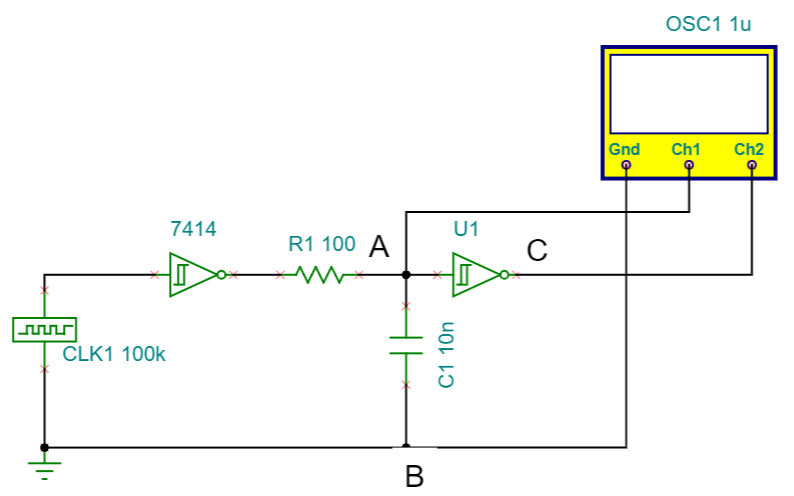 OSC1 1u
Gnd Ch1 Ch2
7414
R1 100
A
U1
C
CLK1 100k
C1 10n
B